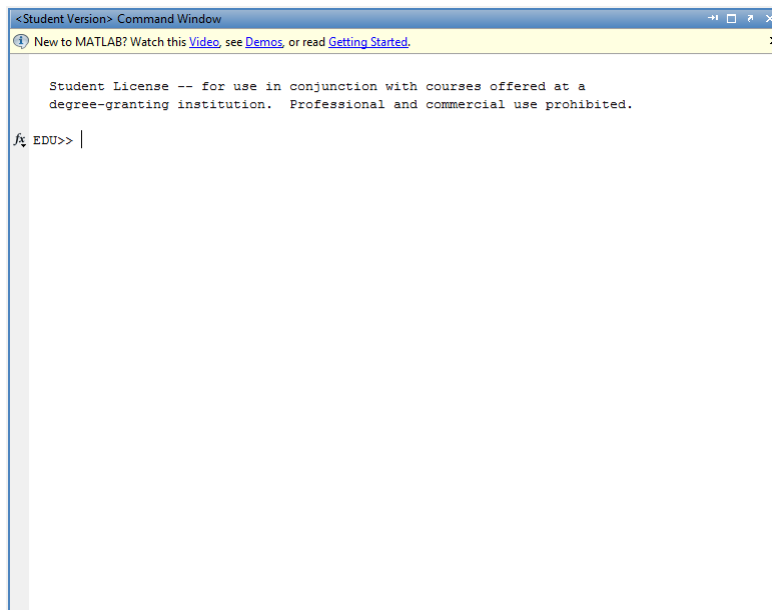 <Student Version> Command Window
New to MATLAB? Watch this Video, see Demos, or read Getting Started.
Student License -- for use in conjunction with courses offered at a
degree-granting institution.  Professional and commercial use prohibited.
fx EDU>>